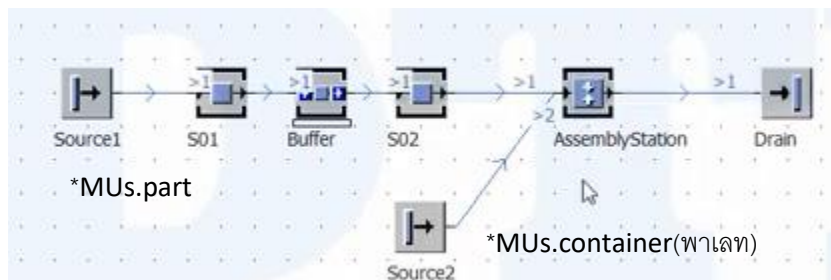 >1 >1 >1 >1 >1
>2
Source1 S01 Buffer S02 AssemblyStation Drain
*MUs.part
*MUs.container(พาเลท)
Source2